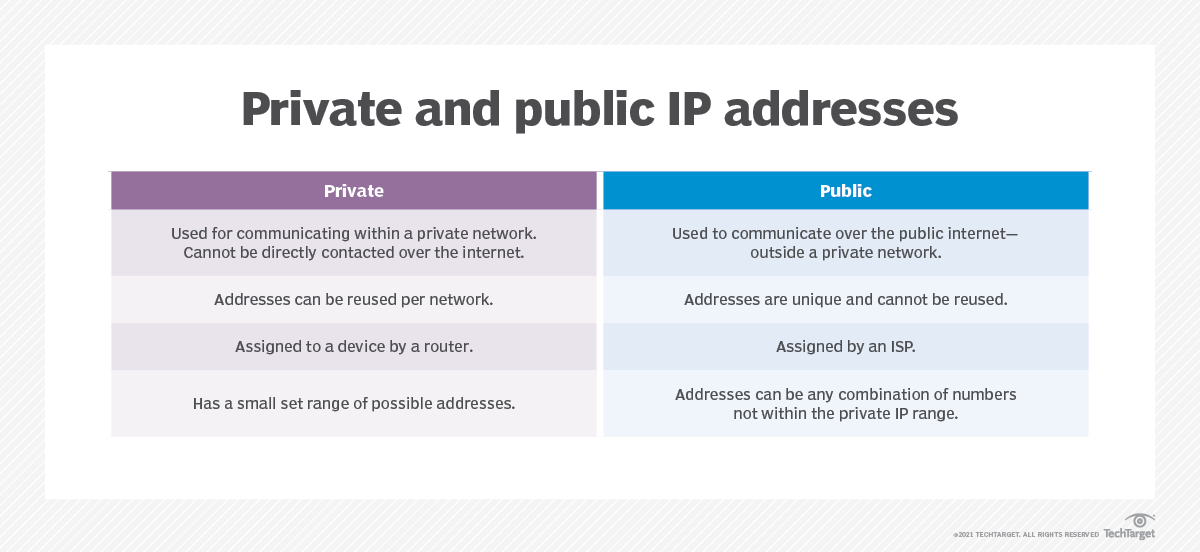 Private and public IP addresses
Private
Public
Used for communicating within a private network.
Cannot be directly contacted over the internet.
Used to communicate over the public internet—
outside a private network.
Addresses can be reused per network.
Addresses are unique and cannot be reused.
Assigned to a device by a router.
Assigned by an ISP.
Has a small set range of possible addresses.
Addresses can be any combination of numbers
not within the private IP range.
©2021 TECHTARGET. ALL RIGHTS RESERVED
TechTarget